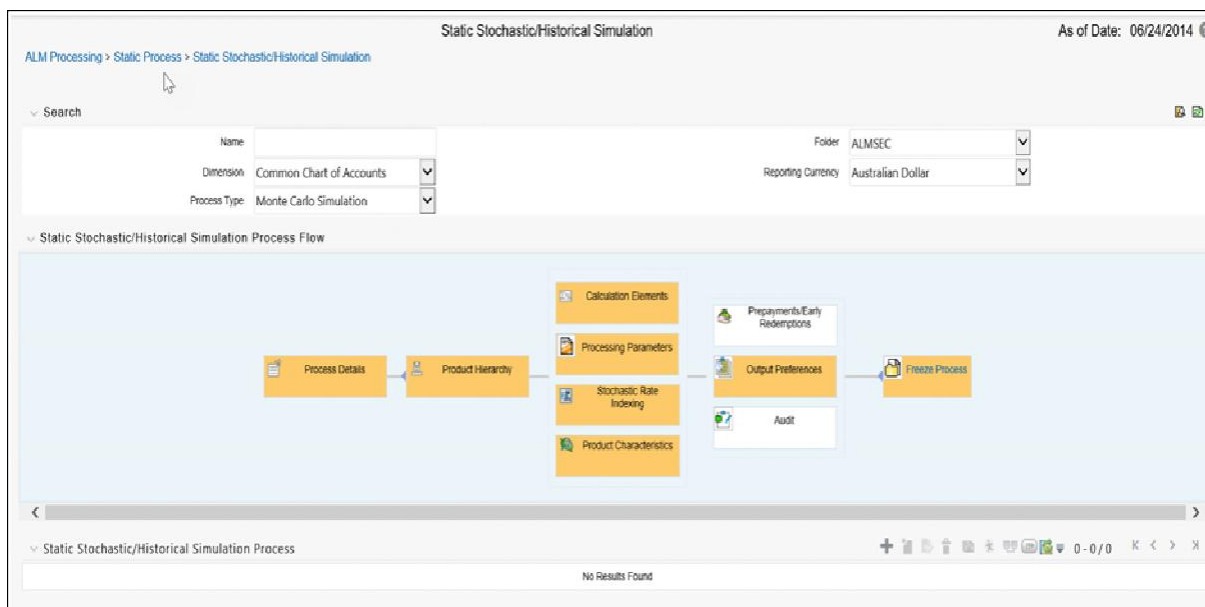 Static Stochastic/Historical Simulation
As of Date: 06/24/2014
ALM Processing > Static Process > Static Stochastic/Historical Simulation
Search
Name
Folder ALMSEC
Dimension Common Chart of Accounts
Reporting Currency Australian Dollar
Process Type Monte Carlo Simulation
Static Stochastic/Historical Simulation Process Flow
Process Details
Product Hierarchy
Calculation Elements
Processing Parameters
Stochastic Rate
Indexing
Product Characteristics
Prepayments/Early
Redemptions
Output Preferences
Audit
Freeze Process
Static Stochastic/Historical Simulation Process
0-0/0
No Results Found